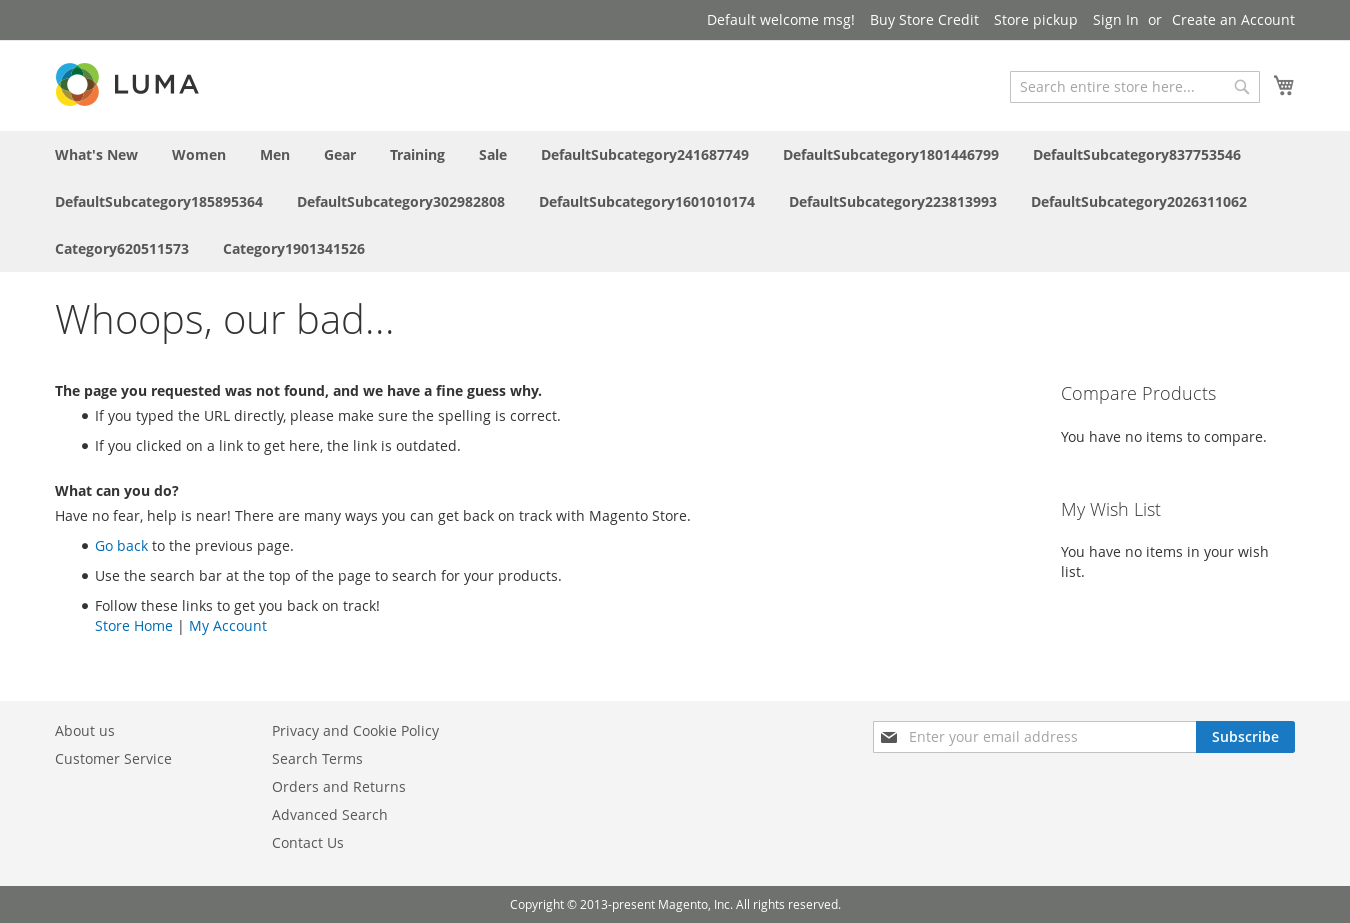 Default welcome msg! Buy Store Credit Store pickup Sign In or Create an Account
LUMA
Search entire store here...
What's New Women Men Gear Training Sale DefaultSubcategory241687749 DefaultSubcategory1801446799 DefaultSubcategory837753546
DefaultSubcategory185895364 DefaultSubcategory302982808 DefaultSubcategory1601010174 DefaultSubcategory223813993 DefaultSubcategory2026311062
Category620511573 Category1901341526
Whoops, our bad...
The page you requested was not found, and we have a fine guess why.
If you typed the URL directly, please make sure the spelling is correct.
If you clicked on a link to get here, the link is outdated.
What can you do?
Have no fear, help is near! There are many ways you can get back on track with Magento Store.
Go back to the previous page.
Use the search bar at the top of the page to search for your products.
Follow these links to get you back on track!
Store Home | My Account
Compare Products
You have no items to compare.
My Wish List
You have no items in your wish
list.
About us
Customer Service
Privacy and Cookie Policy
Search Terms
Orders and Returns
Advanced Search
Contact Us
Enter your email address
Subscribe
Copyright © 2013-present Magento, Inc. All rights reserved.